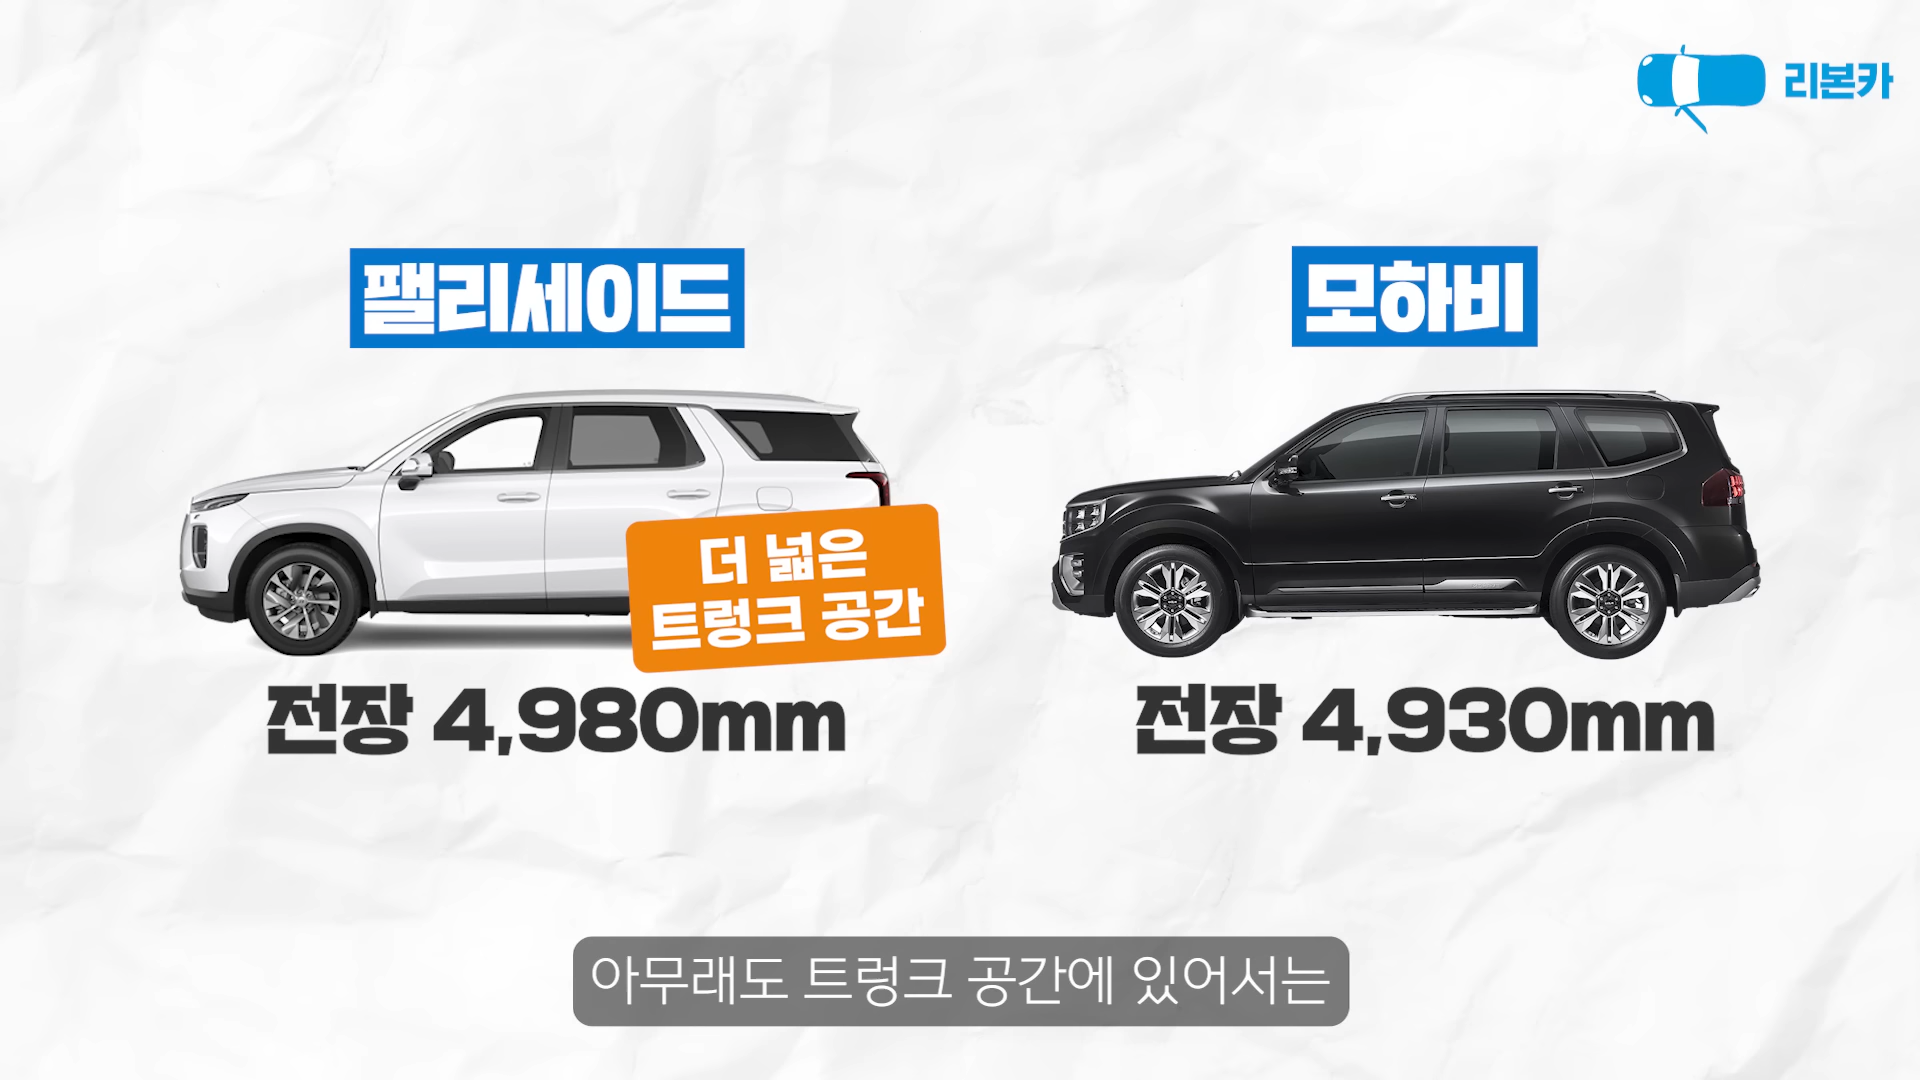 리본카
팰리세이드
모하비
더 넓은
트렁크 공간
전장 4,980mm
전장 4,930mm
아무래도 트렁크 공간에 있어서는